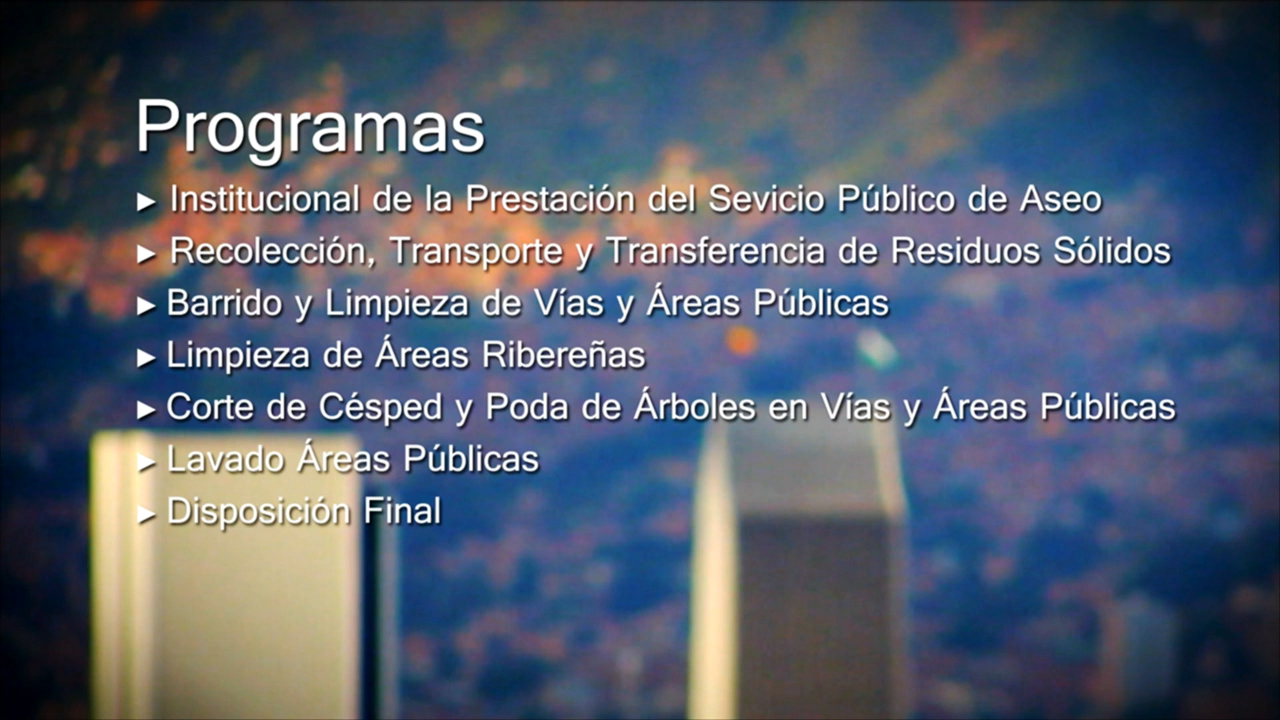 Programas
► Institucional de la Prestación del Sevicio Público de Aseo
► Recolección, Transporte y Transferencia de Residuos Sólidos
► Barrido y Limpieza de Vías y Áreas Públicas
► Limpieza de Áreas Ribereñas
► Corte de Césped y Poda de Árboles en Vías y Áreas Públicas
► Lavado Áreas Públicas
► Disposición Final